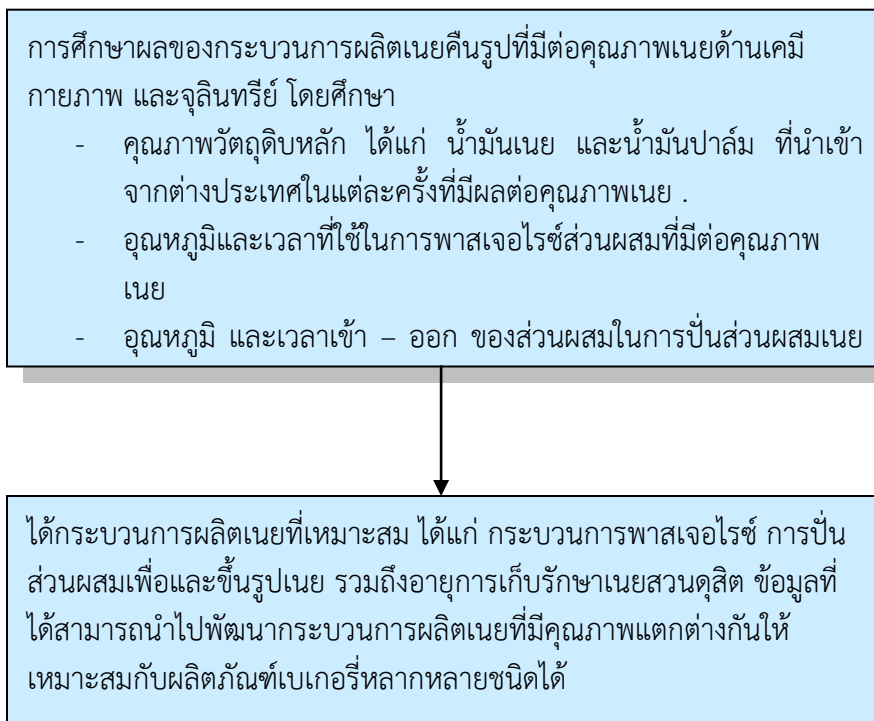 การศึกษาผลของกระบวนการผลิตเนยคืนรูปที่มีต่อคุณภาพเนยด้านเคมี
กายภาพ และจุลินทรีย์ โดยศึกษา
- คุณภาพวัตถุดิบหลัก ได้แก่ น้ำมันเนย และน้ำมันปาล์ม ที่นำเข้า
จากต่างประเทศในแต่ละครั้งที่มีผลต่อคุณภาพเนย .
- อุณหภูมิและเวลาที่ใช้ในการพาสเจอไรซ์ส่วนผสมที่มีต่อคุณภาพ
เนย
- อุณหภูมิ และเวลาเข้า – ออก ของส่วนผสมในการปั่นส่วนผสมเนย
ได้กระบวนการผลิตเนยที่เหมาะสม ได้แก่ กระบวนการพาสเจอไรซ์ การปั่น
ส่วนผสมเพื่อและขึ้นรูปเนย รวมถึงอายุการเก็บรักษาเนยสวนดุสิต ข้อมูลที่
ได้สามารถนำไปพัฒนากระบวนการผลิตเนยที่มีคุณภาพแตกต่างกันให้
เหมาะสมกับผลิตภัณฑ์เบเกอรี่หลากหลายชนิดได้